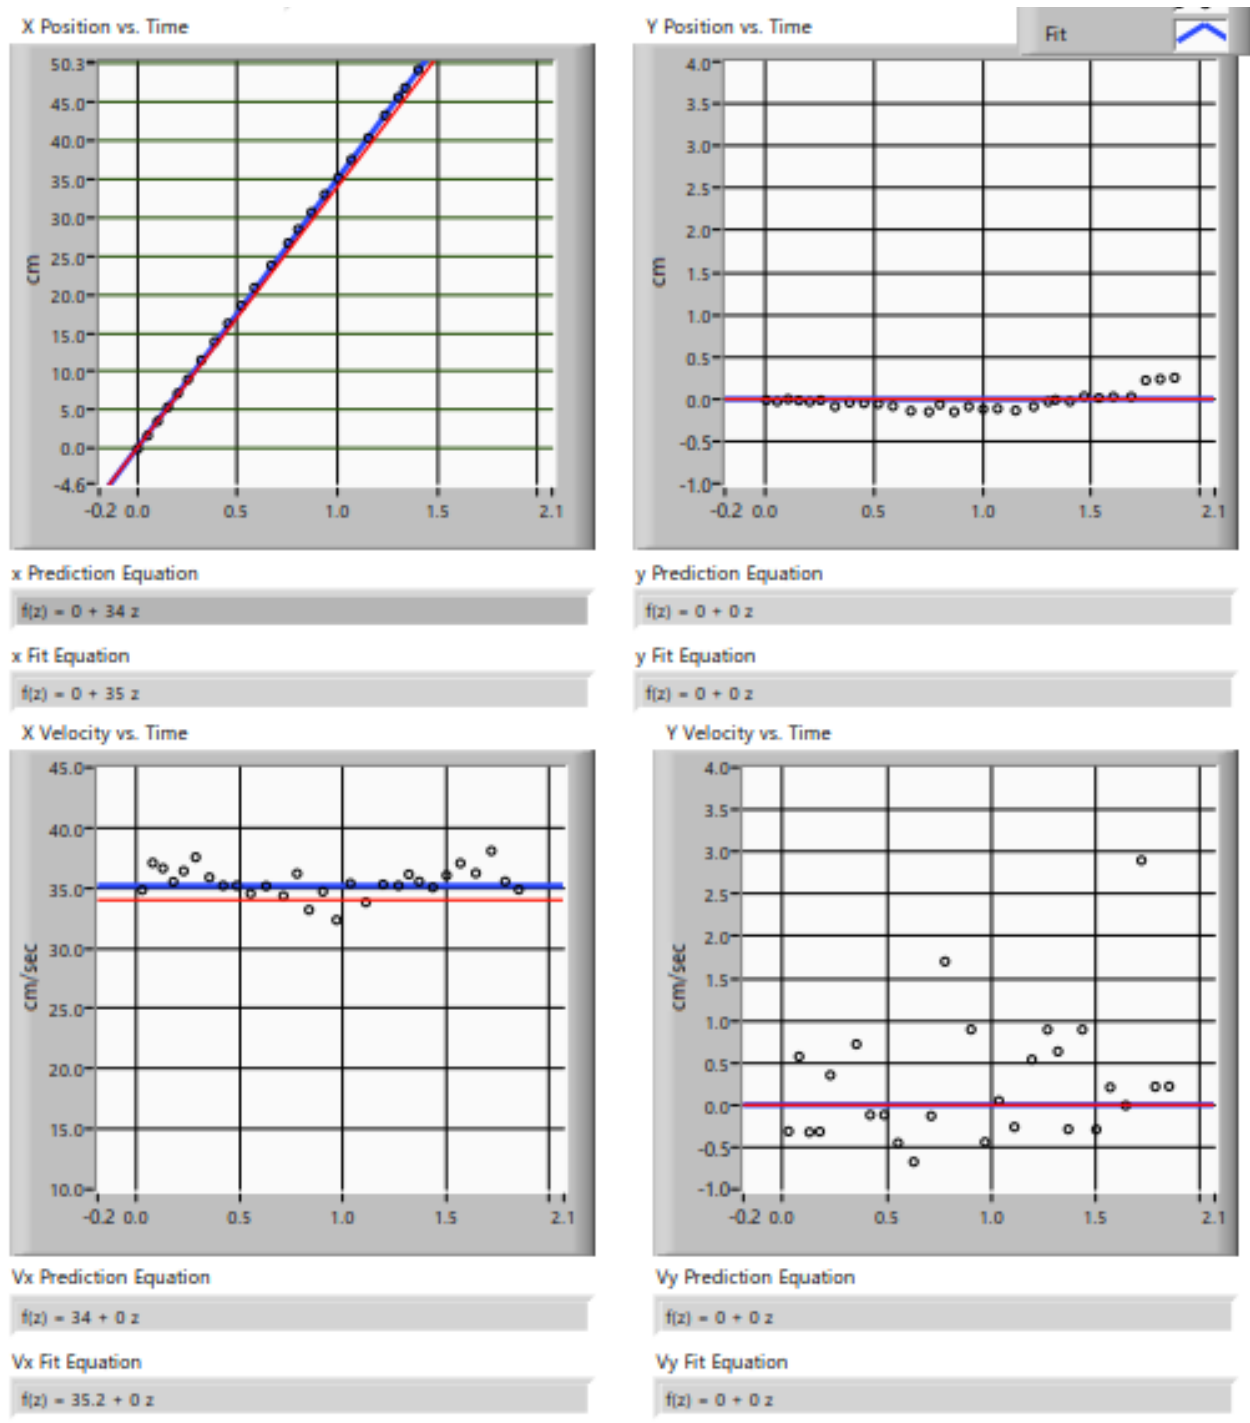 X Position vs. Time
50.3
45.0
40.0
35.0
30.0
25.0
20.0
15.0
10.0
5.0
0.0
-4.6
cm
-0.2 0.0 0.5 1.0 1.5 2.1
Y Position vs. Time
Fit
4.0
3.5
3.0
2.5
2.0
1.5
1.0
0.5
0.0
-0.5
-1.0
cm
-0.2 0.0 0.5 1.0 1.5 2.1
x Prediction Equation
f(z) = 0 + 34 z
y Prediction Equation
f(z) = 0 + 0 z
x Fit Equation
f(z) = 0 + 35 z
y Fit Equation
f(z) = 0 + 0 z
X Velocity vs. Time
45.0
40.0
35.0
30.0
25.0
20.0
15.0
10.0
cm/sec
-0.2 0.0 0.5 1.0 1.5 2.1
Y Velocity vs. Time
4.0
3.5
3.0
2.5
2.0
1.5
1.0
0.5
0.0
-0.5
-1.0
cm/sec
-0.2 0.0 0.5 1.0 1.5 2.1
Vx Prediction Equation
f(z) = 34 + 0 z
Vy Prediction Equation
f(z) = 0 + 0 z
Vx Fit Equation
f(z) = 35.2 + 0 z
Vy Fit Equation
f(z) = 0 + 0 z